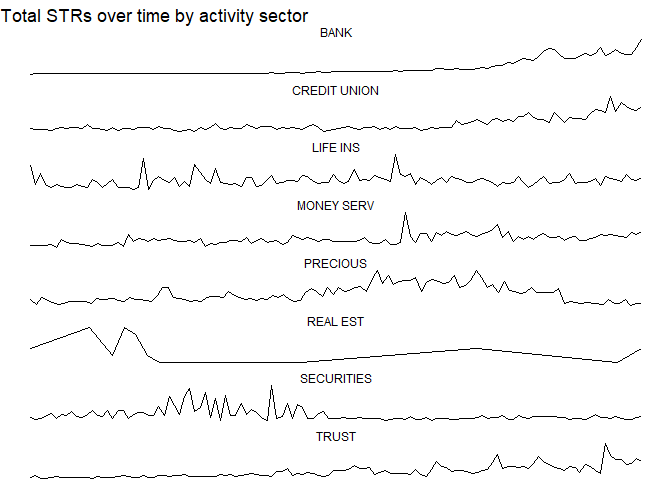 Total STRs over time by activity sector
BANK
CREDIT UNION
LIFE INS
MONEY SERV
PRECIOUS
REAL EST
SECURITIES
TRUST